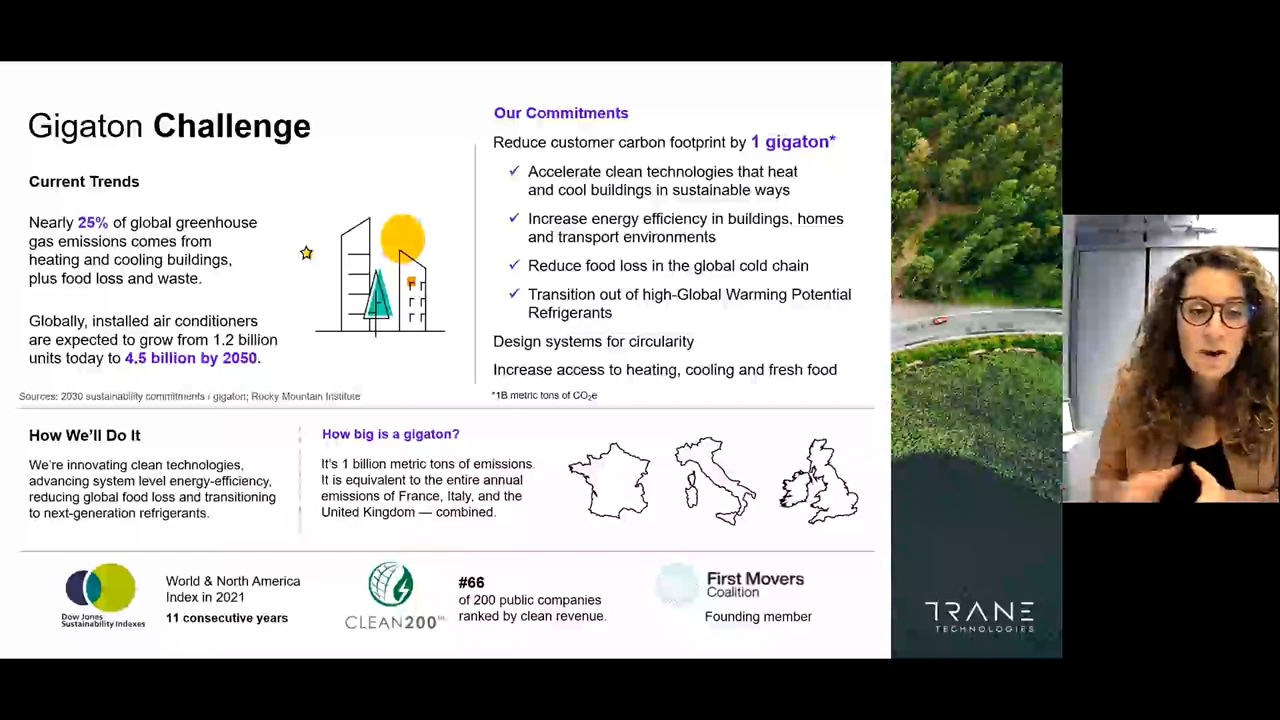 Gigaton Challenge
Current Trends
Nearly 25% of global greenhouse
gas emissions comes from
heating and cooling buildings,
plus food loss and waste.
Globally, installed air conditioners
are expected to grow from 1.2 billion
units today to 4.5 billion by 2050.
Sources: 2030 sustainability commitments / gigaton; Rocky Mountain Institute
Our Commitments
Reduce customer carbon footprint by 1 gigaton*
✓ Accelerate clean technologies that heat
and cool buildings in sustainable ways
✓ Increase energy efficiency in buildings, homes
and transport environments
✓ Reduce food loss in the global cold chain
✓ Transition out of high-Global Warming Potential
Refrigerants
Design systems for circularity
Increase access to heating, cooling and fresh food
*1B metric tons of CO₂e
How We'll Do It
We're innovating clean technologies,
advancing system level energy-efficiency,
reducing global food loss and transitioning
to next-generation refrigerants.
How big is a gigaton?
It's 1 billion metric tons of emissions.
It is equivalent to the entire annual
emissions of France, Italy, and the
United Kingdom — combined.
Dow Jones
Sustainability Indexes
World & North America
Index in 2021
11 consecutive years
CLEAN200™
#66
of 200 public companies
ranked by clean revenue.
First Movers
Coalition
Founding member
TRANE
TECHNOLOGIES